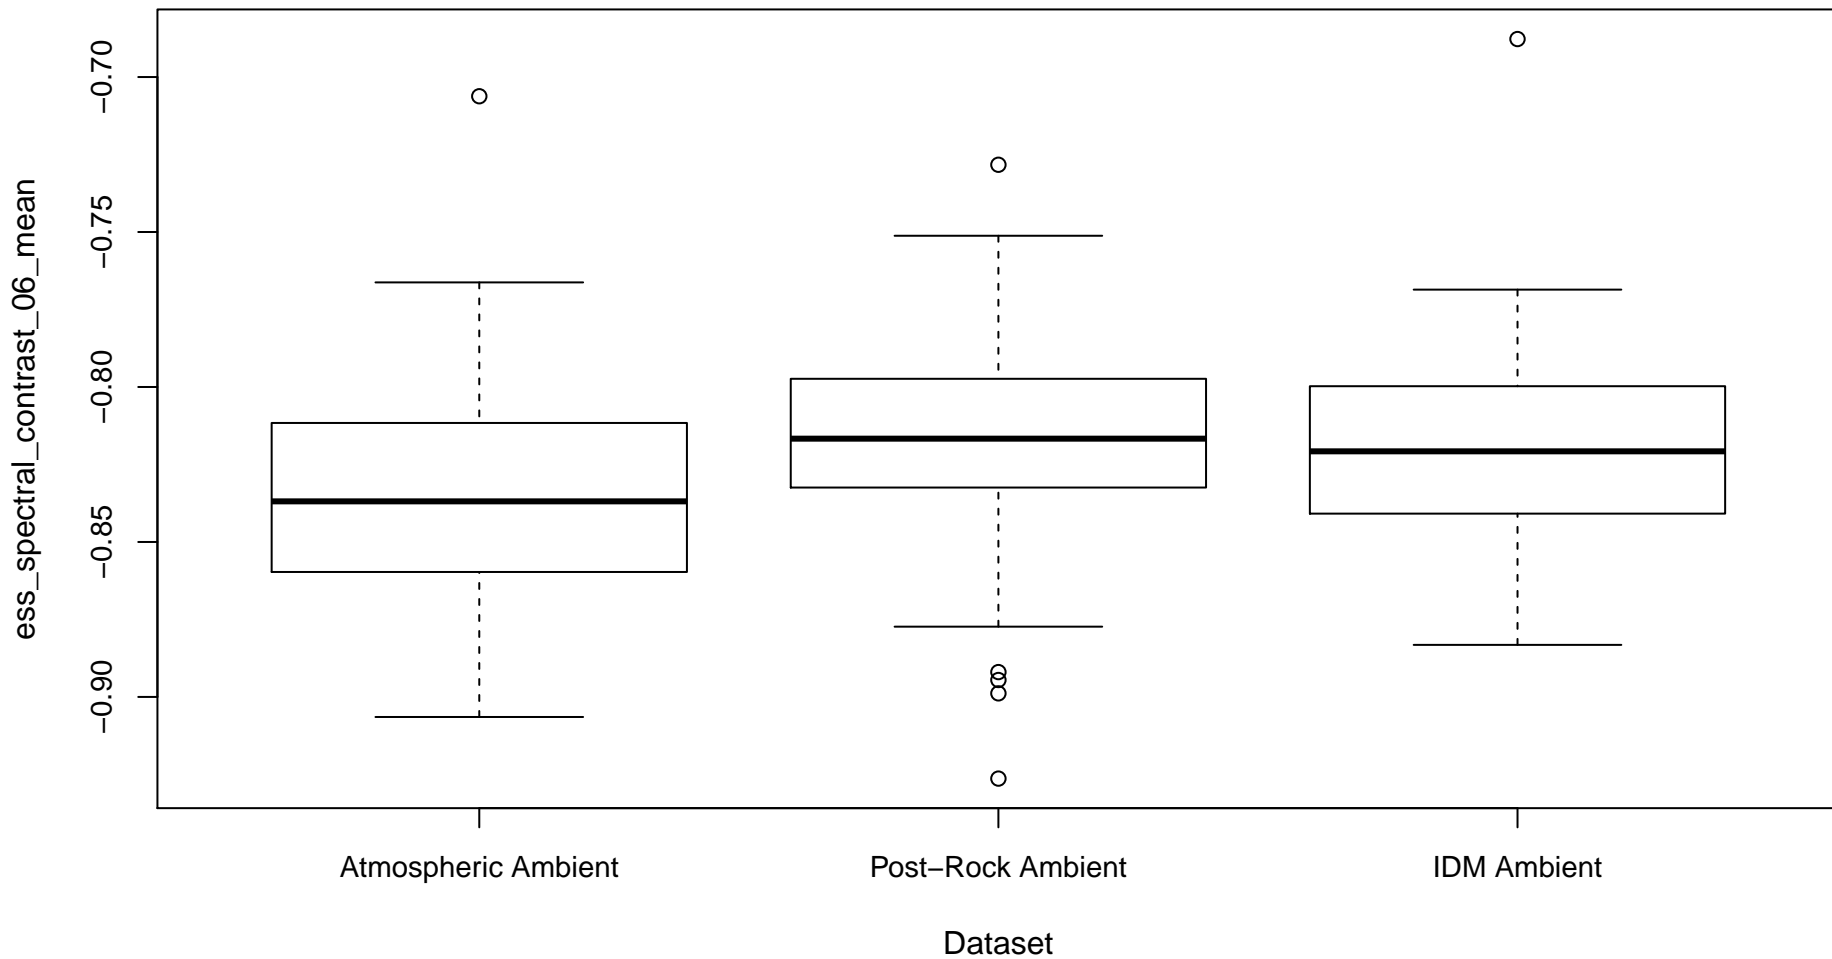 ess_spectral_contrast_06_mean
−0.70
−0.75
−0.80
−0.85
−0.90
Atmospheric Ambient
Post−Rock Ambient
IDM Ambient
Dataset